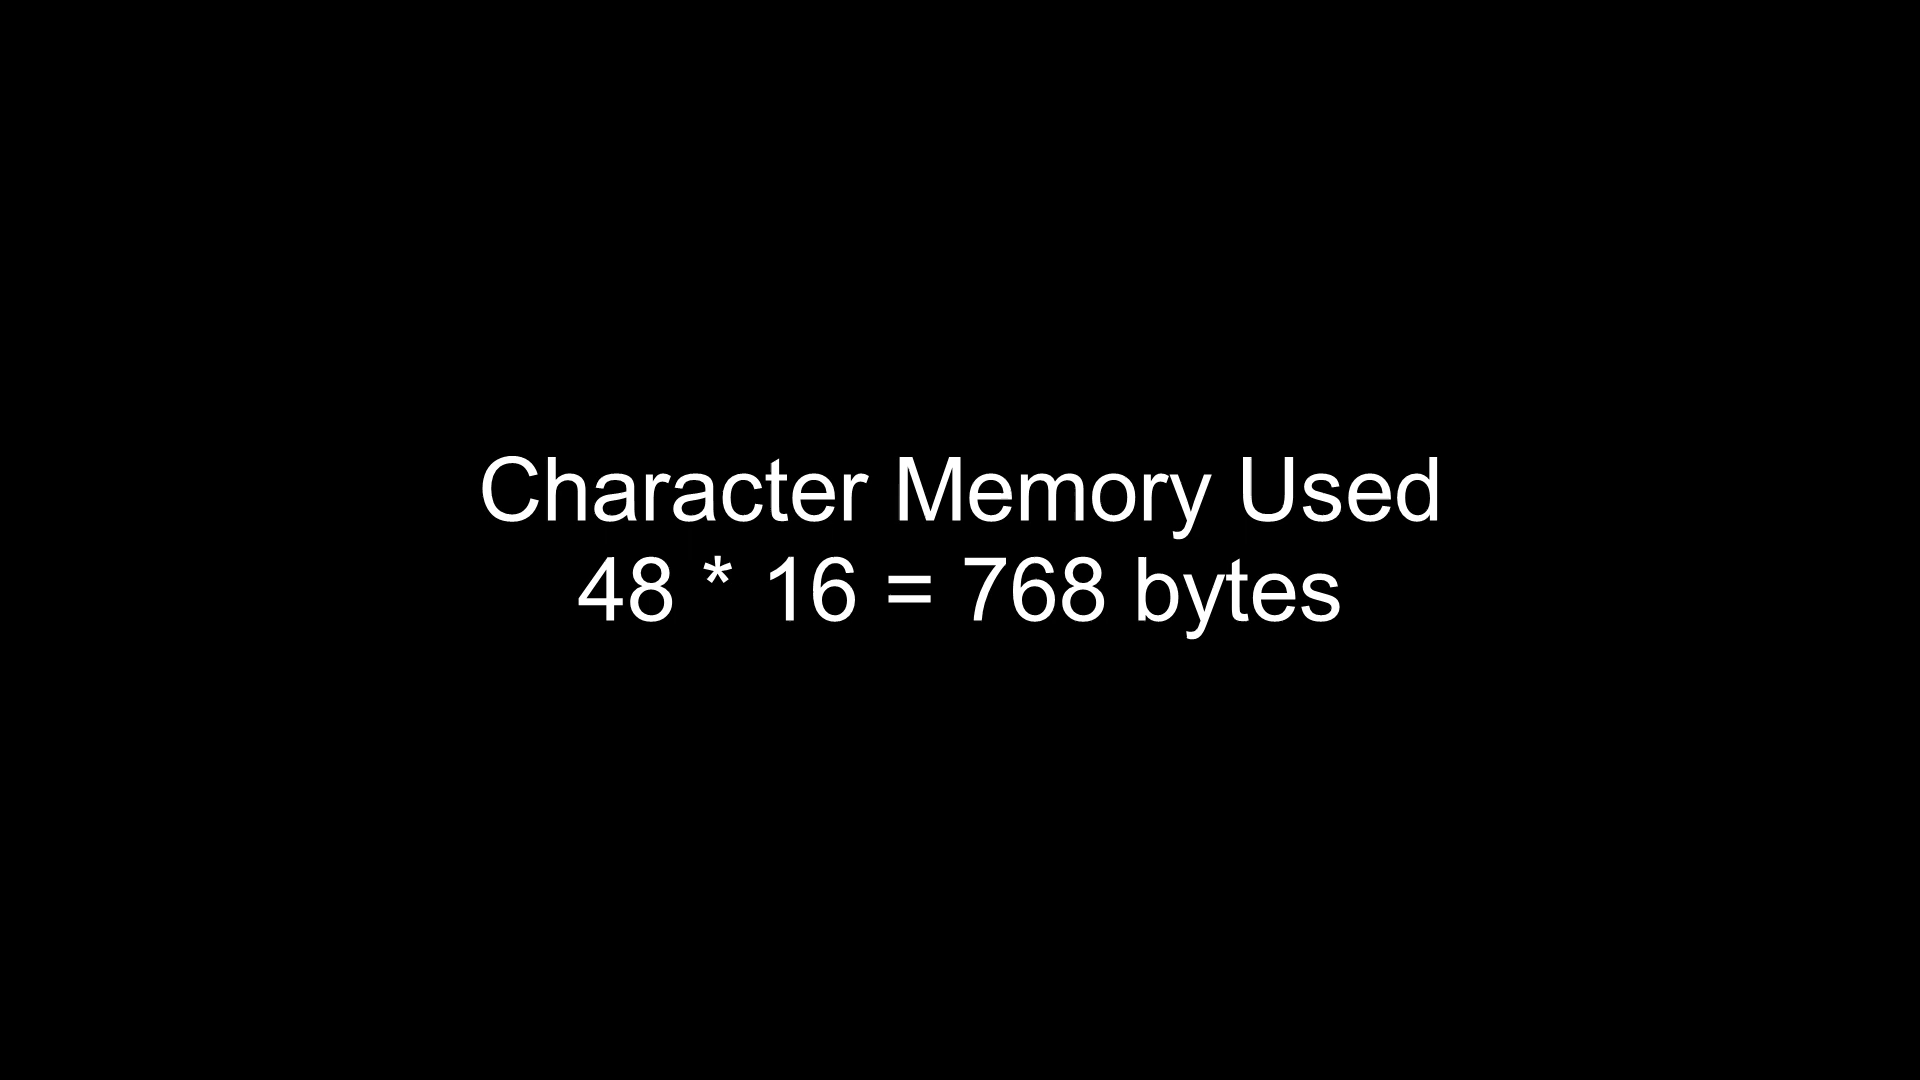 Character Memory Used
48 * 16 = 768 bytes